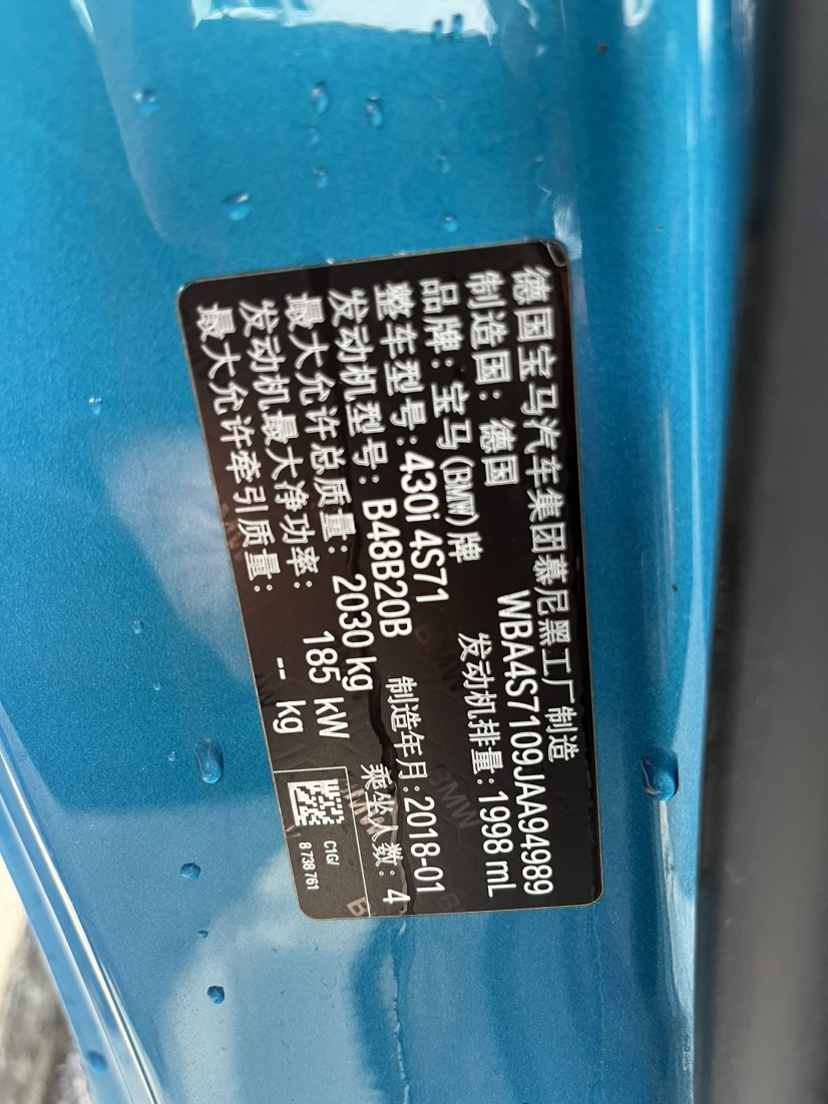 德国宝马汽车集团慕尼黑工厂制造
制造国：德国
WBA4S7109JAA94989
品牌：宝马(BMW)牌
发动机排量：1998 mL
整车型号：430i 4S71
发动机型号：B48B20B
制造年月：2018-01
最大允许总质量：2030 kg
乘坐人数：4
发动机最大净功率：185 kW
最大允许牵引质量：-- kg
C1G/
8 738 761